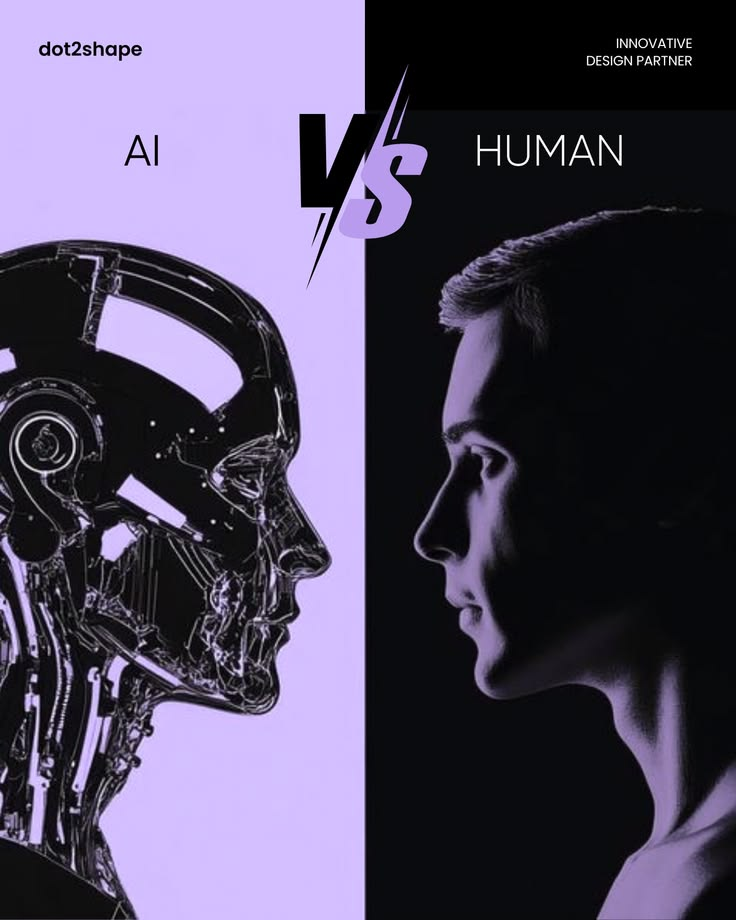 dot2shape
INNOVATIVE
DESIGN PARTNER
AI
VS
HUMAN